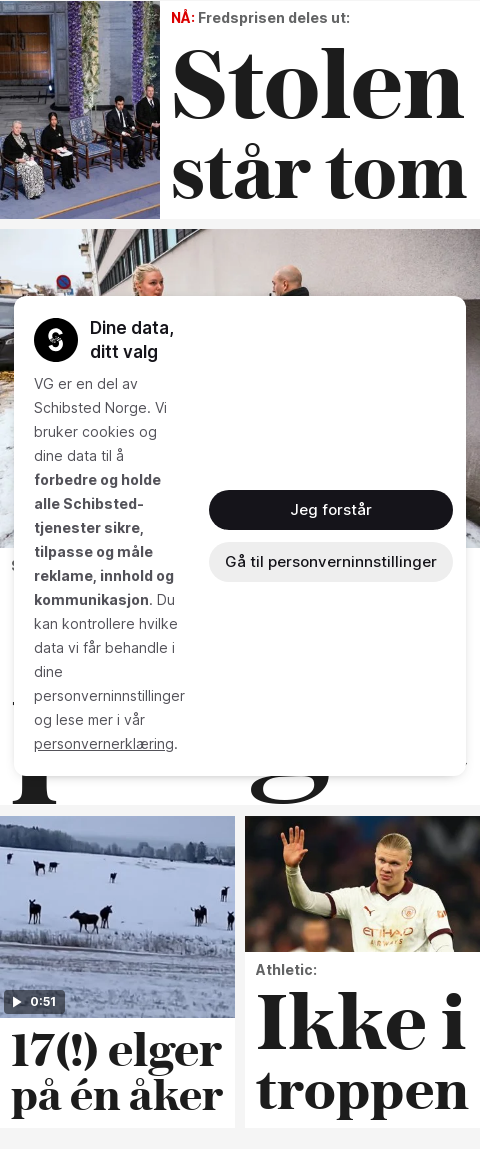 NÅ: Fredsprisen deles ut:
Stolen
står tom
Dine data,
ditt valg
VG er en del av
Schibsted Norge. Vi
bruker cookies og
dine data til å
forbedre og holde
alle Schibsted-
tjenester sikre,
tilpasse og måle
reklame, innhold og
kommunikasjon. Du
kan kontrollere hvilke
data vi får behandle i
dine
personverninnstillinger
og lese mer i vår
personvernerklæring.
Jeg forstår
Gå til personverninnstillinger
0:51
17(!) elger
på én åker
Athletic:
Ikke i
troppen